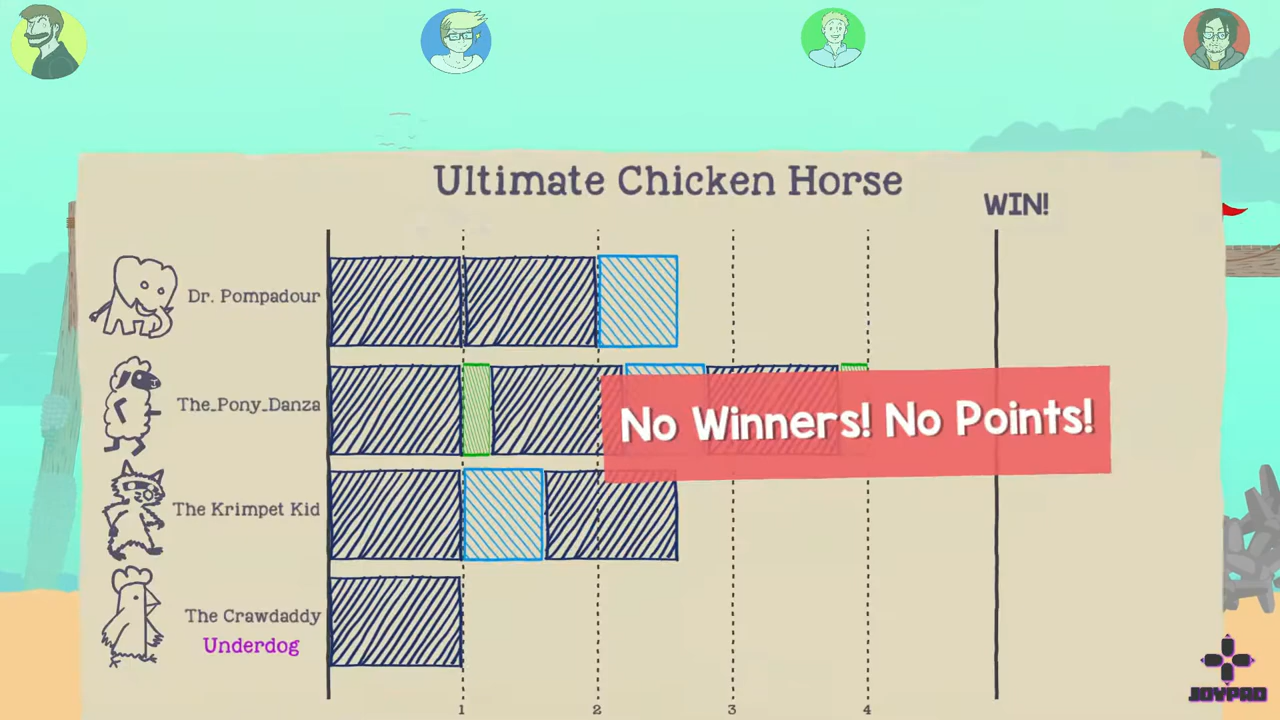 Ultimate Chicken Horse
WIN!
Dr. Pompadour
The_Pony_Danza
No Winners! No Points!
The Krimpet Kid
The Crawdaddy
Underdog
1 2 3 4
JOYPAD